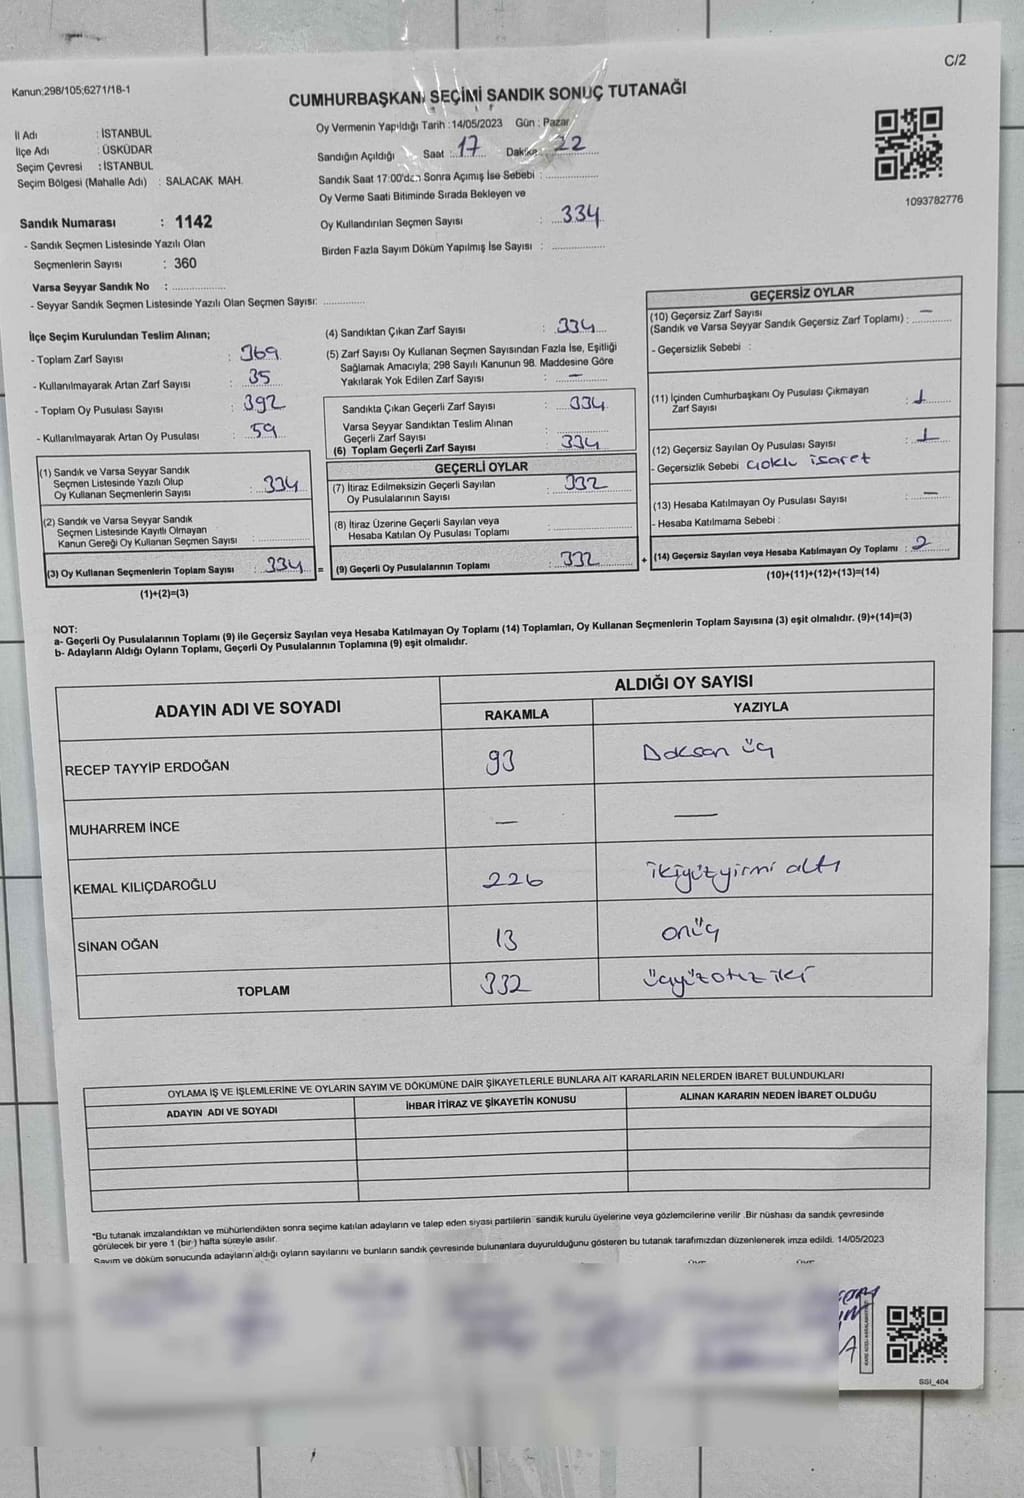 C/2
Kanun;298/105;6271/18-1
CUMHURBAŞKANI SEÇİMİ SANDIK SONUÇ TUTANAĞI
İl Adı : İSTANBUL
İlçe Adı : ÜSKÜDAR
Seçim Çevresi : İSTANBUL
Seçim Bölgesi (Mahalle Adı) : SALACAK MAH.
Oy Vermenin Yapıldığı Tarih :14/05/2023 Gün : Pazar
Sandığın Açıldığı Saat : 17 Dakika 22
Sandık Saat 17:00'dan Sonra Açımış İse Sebebi :
Oy Verme Saati Bitiminde Sırada Bekleyen ve
Oy Kullandırılan Seçmen Sayısı : 334
Birden Fazla Sayım Döküm Yapılmış İse Sayısı :
1093782776
Sandık Numarası : 1142
- Sandık Seçmen Listesinde Yazılı Olan
Seçmenlerin Sayısı : 360
Varsa Seyyar Sandık No :
- Seyyar Sandık Seçmen Listesinde Yazılı Olan Seçmen Sayısı:
İlçe Seçim Kurulundan Teslim Alınan;
- Toplam Zarf Sayısı : 369
- Kullanılmayarak Artan Zarf Sayısı : 35
- Toplam Oy Pusulası Sayısı : 392
- Kullanılmayarak Artan Oy Pusulası : 59
(1) Sandık ve Varsa Seyyar Sandık
Seçmen Listesinde Yazılı Olup
Oy Kullanan Seçmenlerin Sayısı : 334
(2) Sandık ve Varsa Seyyar Sandık
Seçmen Listesinde Kayıtlı Olmayan
Kanun Gereği Oy Kullanan Seçmen Sayısı :
(3) Oy Kullanan Seçmenlerin Toplam Sayısı : 334
(1)+(2)=(3)
=
(4) Sandıktan Çıkan Zarf Sayısı : 334
(5) Zarf Sayısı Oy Kullanan Seçmen Sayısından Fazla İse, Eşitliği
Sağlamak Amacıyla; 298 Sayılı Kanunun 98. Maddesine Göre
Yakılarak Yok Edilen Zarf Sayısı : —
Sandıkta Çıkan Geçerli Zarf Sayısı : 334
Varsa Seyyar Sandıktan Teslim Alınan
Geçerli Zarf Sayısı :
(6) Toplam Geçerli Zarf Sayısı : 334
GEÇERLİ OYLAR
(7) İtiraz Edilmeksizin Geçerli Sayılan
Oy Pusulalarının Sayısı : 332
(8) İtiraz Üzerine Geçerli Sayılan veya
Hesaba Katılan Oy Pusulası Toplamı :
(9) Geçerli Oy Pusulalarının Toplamı : 332
+
GEÇERSİZ OYLAR
(10) Geçersiz Zarf Sayısı
(Sandık ve Varsa Seyyar Sandık Geçersiz Zarf Toplamı) : —
- Geçersizlik Sebebi :
(11) İçinden Cumhurbaşkanı Oy Pusulası Çıkmayan
Zarf Sayısı : 1
(12) Geçersiz Sayılan Oy Pusulası Sayısı : 1
- Geçersizlik Sebebi Çoklu işaret
(13) Hesaba Katılmayan Oy Pusulası Sayısı : —
- Hesaba Katılmama Sebebi :
(14) Geçersiz Sayılan veya Hesaba Katılmayan Oy Toplamı : 2
(10)+(11)+(12)+(13)=(14)
NOT:
a- Geçerli Oy Pusulalarının Toplamı (9) ile Geçersiz Sayılan veya Hesaba Katılmayan Oy Toplamı (14) Toplamları, Oy Kullanan Seçmenlerin Toplam Sayısına (3) eşit olmalıdır. (9)+(14)=(3)
b- Adayların Aldığı Oyların Toplamı, Geçerli Oy Pusulalarının Toplamına (9) eşit olmalıdır.
ADAYIN ADI VE SOYADI
ALDIĞI OY SAYISI
RAKAMLA YAZIYLA
RECEP TAYYİP ERDOĞAN 93 Doksan üç
MUHARREM İNCE — —
KEMAL KILIÇDAROĞLU 226 ikiyüzyirmi altı
SİNAN OĞAN 13 onüç
TOPLAM 332 üçyüzotuz iki
OYLAMA İŞ VE İŞLEMLERİNE VE OYLARIN SAYIM VE DÖKÜMÜNE DAİR ŞİKAYETLERLE BUNLARA AİT KARARLARIN NELERDEN İBARET BULUNDUKLARI
ADAYIN ADI VE SOYADI İHBAR İTİRAZ VE ŞİKAYETİN KONUSU ALINAN KARARIN NEDEN İBARET OLDUĞU
"Bu tutanak imzalandıktan ve mühürlendikten sonra seçime katılan adayların ve talep eden siyasi partilerin sandık kurulu üyelerine veya gözlemcilerine verilir .Bir nüshası da sandık çevresinde
görülecek bir yere 1 (bir ) hafta süreyle asılır.
Sayım ve döküm sonucunda adayların aldığı oyların sayılarını ve bunların sandık çevresinde bulunanlara duyurulduğunu gösteren bu tutanak tarafımızdan düzenlenerek imza edildi. 14/05/2023
SSI_404